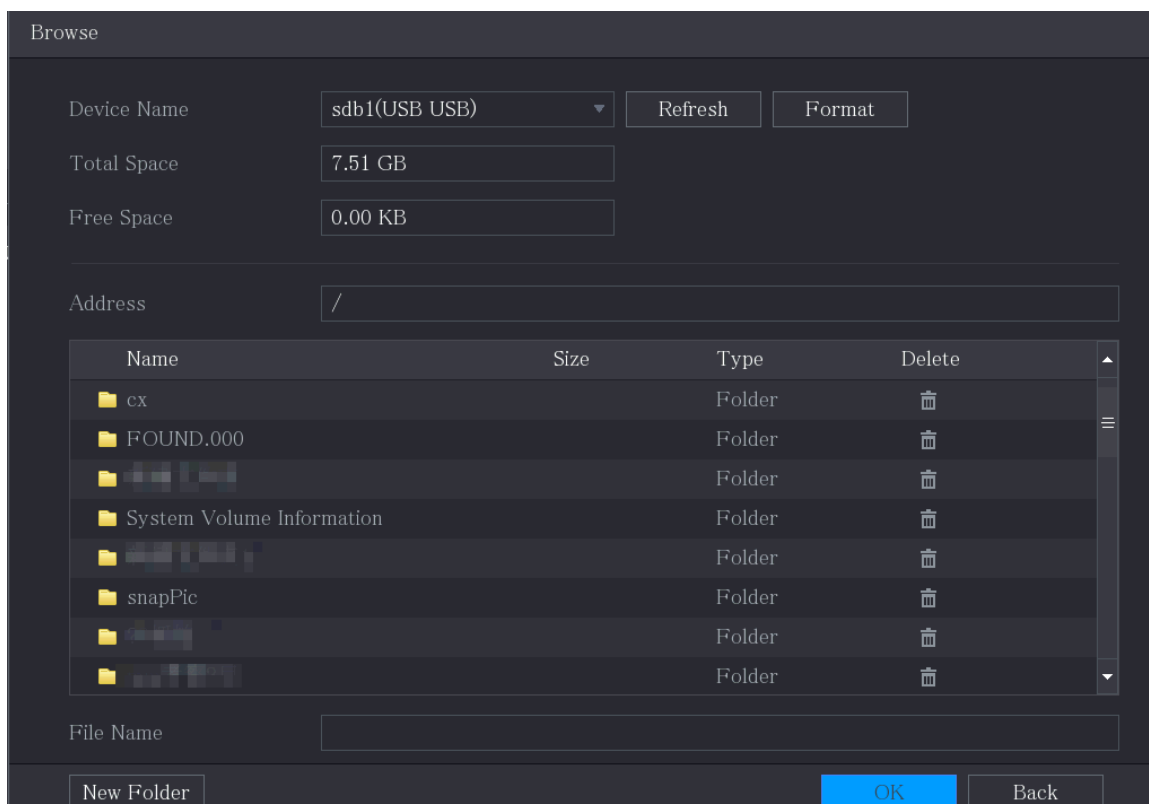 Browse
Device Name sdb1(USB USB) Refresh Format
Total Space 7.51 GB
Free Space 0.00 KB
Address /
Name Size Type Delete
cx Folder
FOUND.000 Folder
Folder
System Volume Information Folder
Folder
snapPic Folder
Folder
Folder
File Name
New Folder OK Back